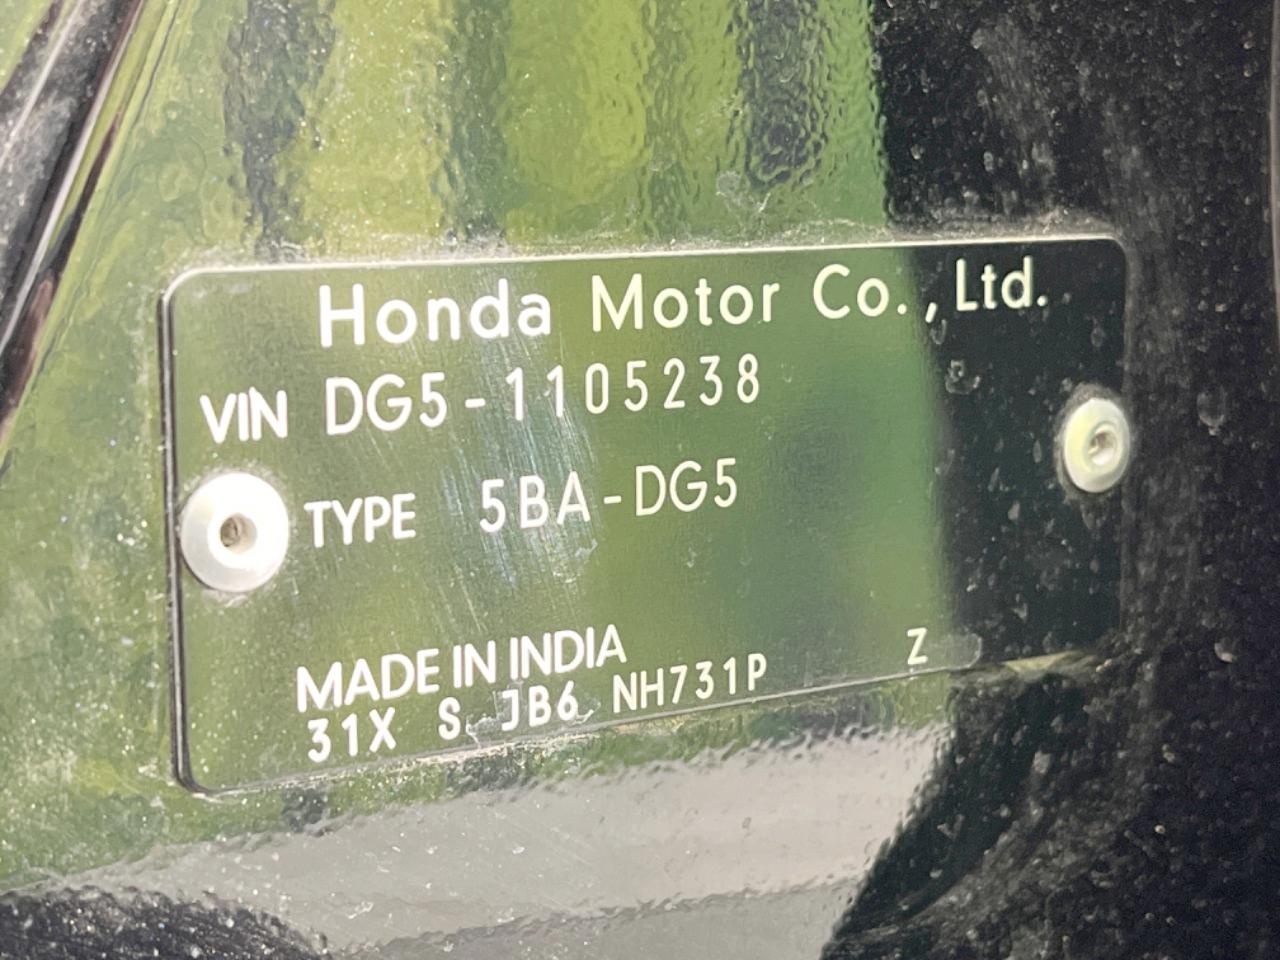 Honda Motor Co., Ltd.
VIN DG5-1105238
TYPE 5BA-DG5
MADE IN INDIA
31X S JB6 NH731P Z